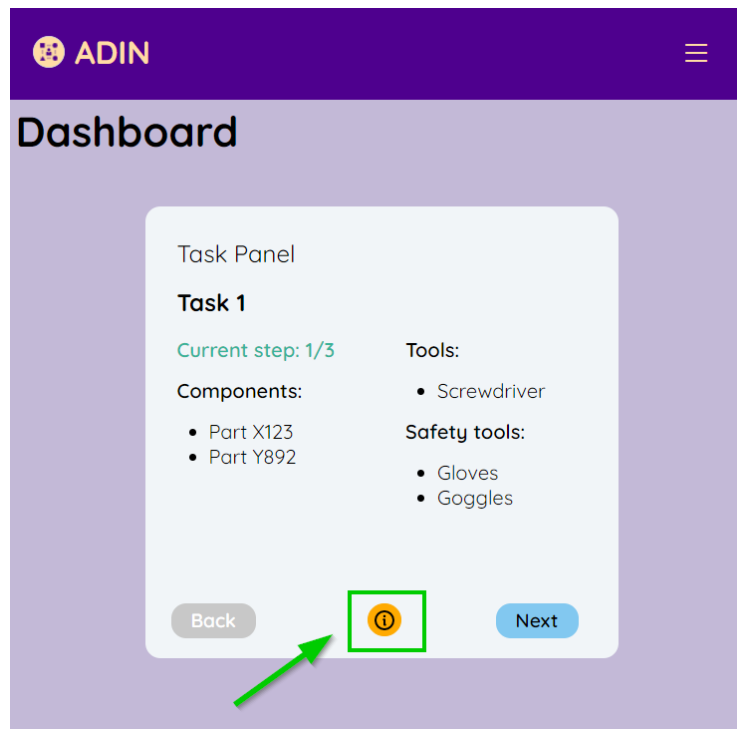 ADIN
Dashboard
Task Panel
Task 1
Current step: 1/3
Components:
Part X123
Part Y892
Tools:
Screwdriver
Safety tools:
Gloves
Goggles
Back
Next